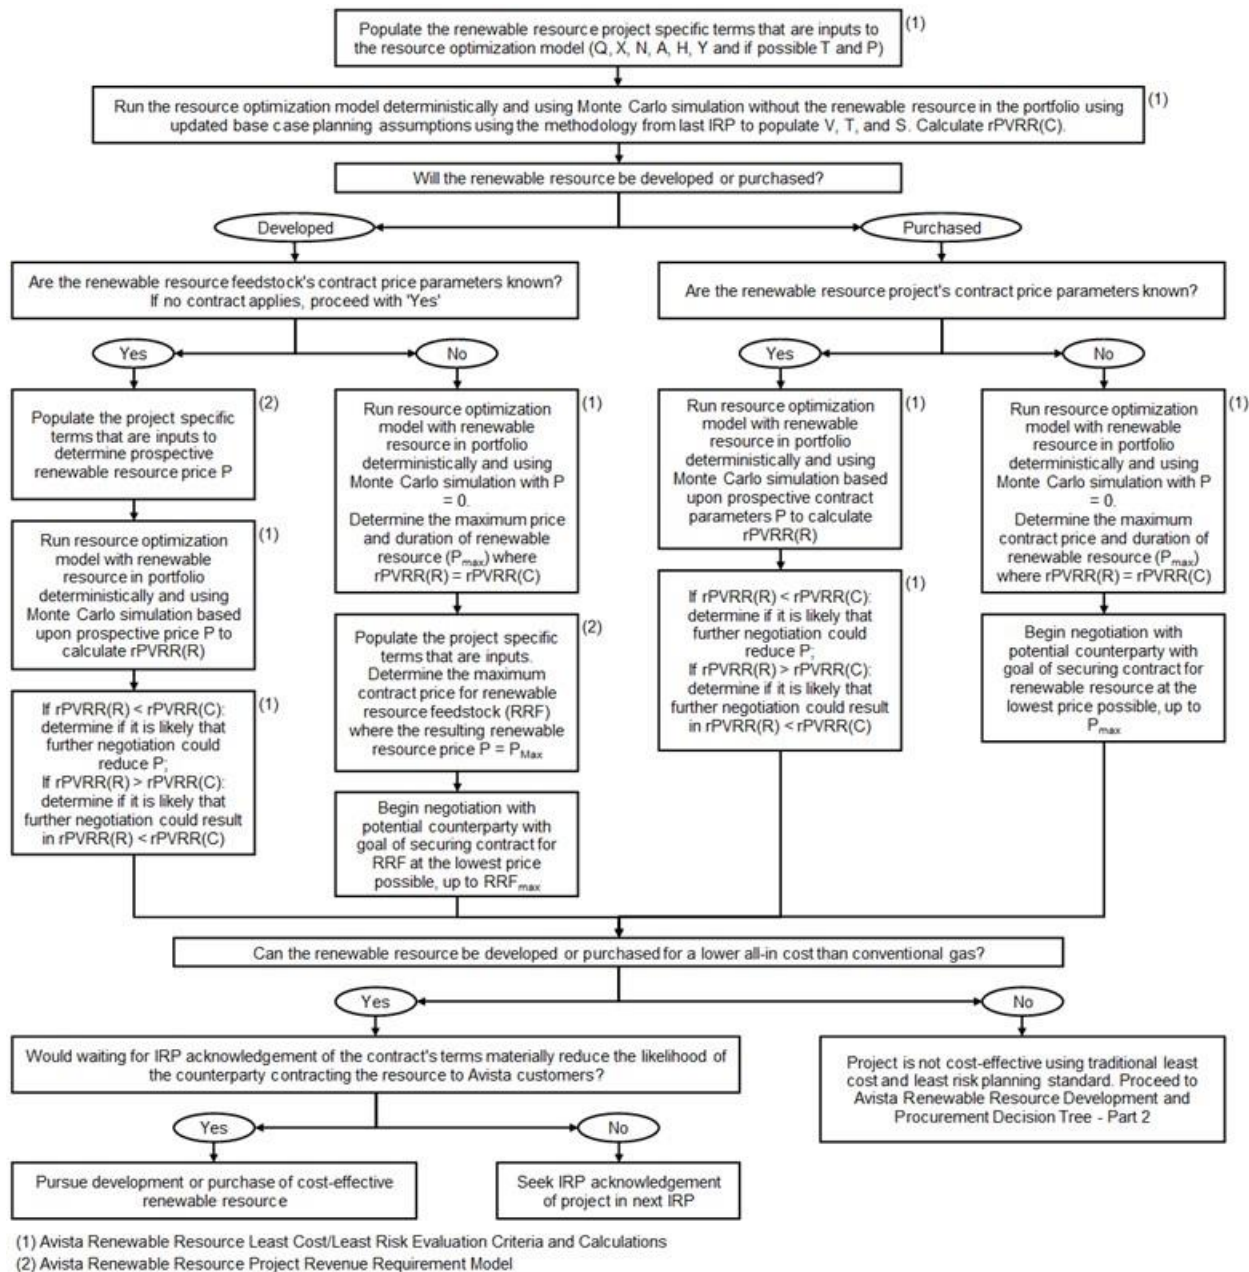 Populate the renewable resource project specific terms that are inputs to
the resource optimization model (Q, X, N, A, H, Y and if possible T and P)
(1)
Run the resource optimization model deterministically and using Monte Carlo simulation without the renewable resource in the portfolio using
updated base case planning assumptions using the methodology from last IRP to populate V, T, and S. Calculate rPVRR(C).
(1)
Will the renewable resource be developed or purchased?
Developed
Purchased
Are the renewable resource feedstock's contract price parameters known?
If no contract applies, proceed with 'Yes'
Are the renewable resource project's contract price parameters known?
Yes
No
Yes
No
Populate the project specific
terms that are inputs to
determine prospective
renewable resource price P
(2)
Run resource optimization
model with renewable
resource in portfolio
deterministically and using
Monte Carlo simulation based
upon prospective price P to
calculate rPVRR(R)
(1)
If rPVRR(R) < rPVRR(C):
determine if it is likely that
further negotiation could
reduce P;
If rPVRR(R) > rPVRR(C):
determine if it is likely that
further negotiation could result
in rPVRR(R) < rPVRR(C)
(1)
Run resource optimization
model with renewable
resource in portfolio
deterministically and using
Monte Carlo simulation with P
= 0.
Determine the maximum price
and duration of renewable
resource (Pmax) where
rPVRR(R) = rPVRR(C)
(1)
Populate the project specific
terms that are inputs.
Determine the maximum
contract price for renewable
resource feedstock (RRF)
where the resulting renewable
resource price P = PMax
(2)
Begin negotiation with
potential counterparty with
goal of securing contract for
RRF at the lowest price
possible, up to RRFmax
Run resource optimization
model with renewable
resource in portfolio
deterministically and using
Monte Carlo simulation based
upon prospective contract
parameters P to calculate
rPVRR(R)
(1)
If rPVRR(R) < rPVRR(C):
determine if it is likely that
further negotiation could
reduce P;
If rPVRR(R) > rPVRR(C):
determine if it is likely that
further negotiation could result
in rPVRR(R) < rPVRR(C)
(1)
Run resource optimization
model with renewable
resource in portfolio
deterministically and using
Monte Carlo simulation with P
= 0.
Determine the maximum
contract price and duration of
renewable resource (Pmax)
where rPVRR(R) = rPVRR(C)
(1)
Begin negotiation with
potential counterparty with
goal of securing contract for
renewable resource at the
lowest price possible, up to
Pmax
Can the renewable resource be developed or purchased for a lower all-in cost than conventional gas?
Yes
No
Would waiting for IRP acknowledgement of the contract's terms materially reduce the likelihood of
the counterparty contracting the resource to Avista customers?
Project is not cost-effective using traditional least
cost and least risk planning standard. Proceed to
Avista Renewable Resource Development and
Procurement Decision Tree - Part 2
Yes
No
Pursue development or purchase of cost-effective
renewable resource
Seek IRP acknowledgement
of project in next IRP
(1) Avista Renewable Resource Least Cost/Least Risk Evaluation Criteria and Calculations
(2) Avista Renewable Resource Project Revenue Requirement Model